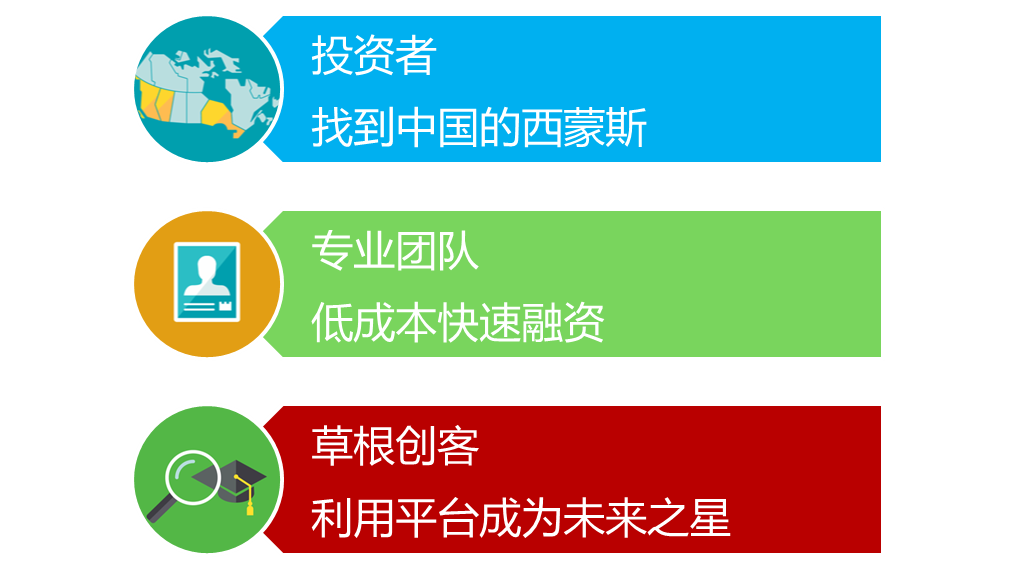 投资者
找到中国的西蒙斯
专业团队
低成本快速融资
草根创客
利用平台成为未来之星